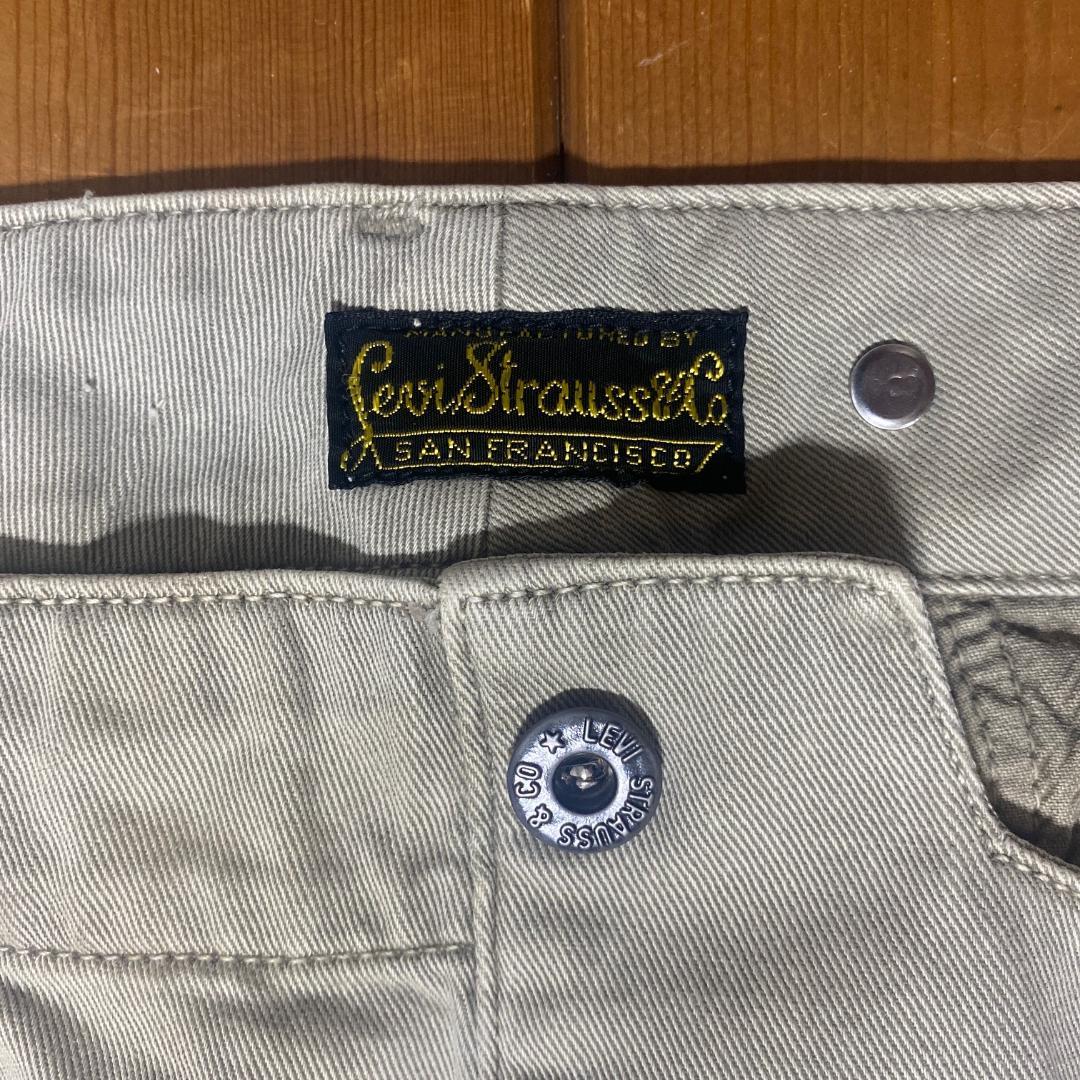 MANUFACTURED BY
Levi Strauss & Co
SAN FRANCISCO
LEVI STRAUSS & CO